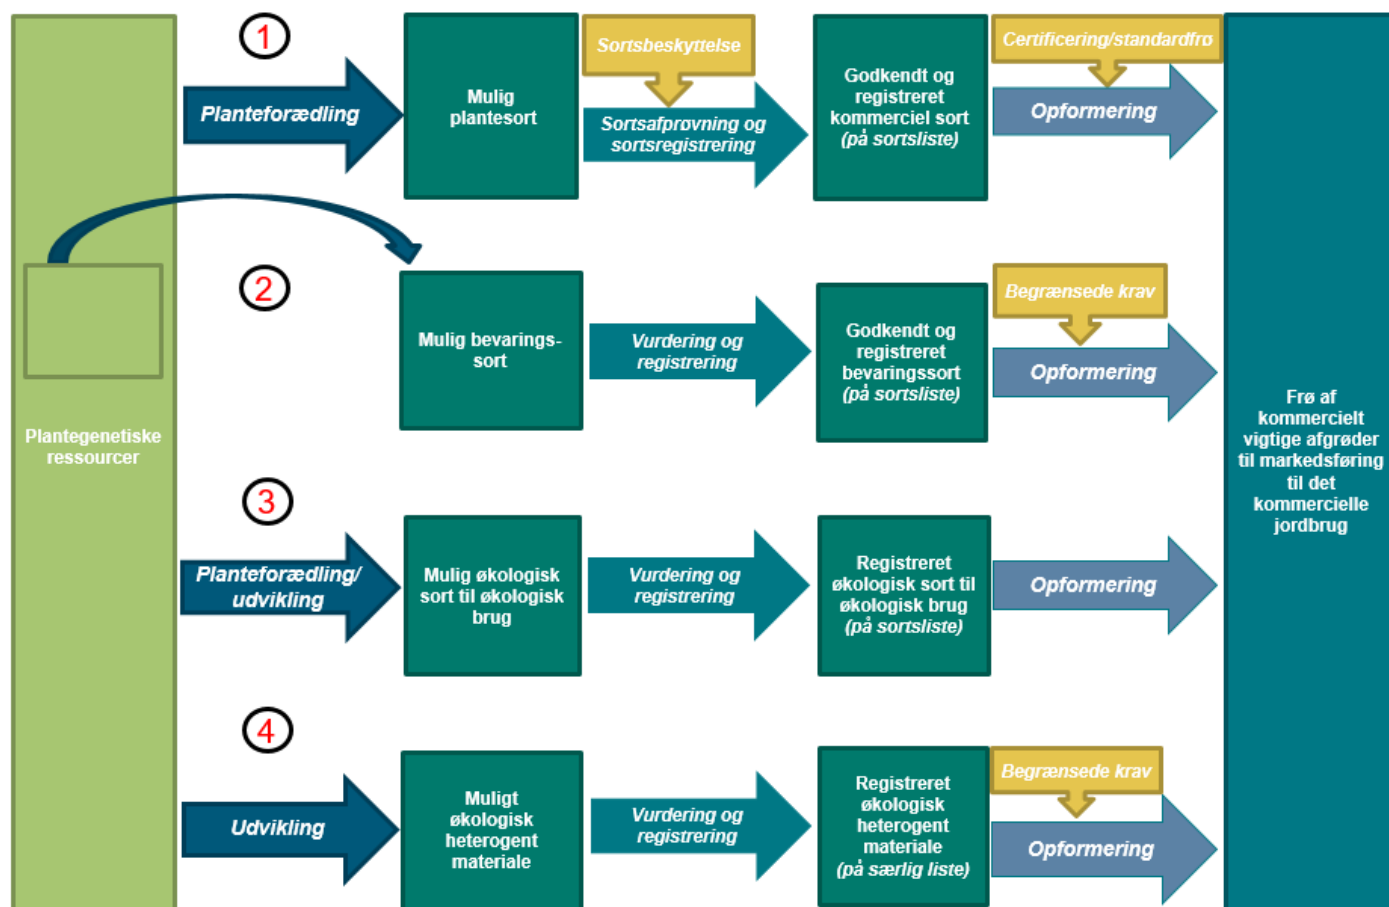 1
Planteforædling
Mulig
plantesort
Sortsbeskyttelse
Sortsafprøvning og
sortsregistrering
Godkendt og
registreret
kommerciel sort
(på sortsliste)
Certificering/standardfrø
Opformering
2
Mulig bevarings-
sort
Vurdering og
registrering
Godkendt og
registreret
bevaringssort
(på sortsliste)
Begrænsede krav
Opformering
Plantegenetiske
ressourcer
3
Planteforædling/
udvikling
Mulig økologisk
sort til økologisk
brug
Vurdering og
registrering
Registreret
økologisk sort til
økologisk brug
(på sortsliste)
Opformering
4
Udvikling
Muligt
økologisk
heterogent
materiale
Vurdering og
registrering
Registreret
økologisk
heterogent
materiale
(på særlig liste)
Begrænsede krav
Opformering
Frø af
kommercielt
vigtige afgrøder
til markedsføring
til det
kommercielle
jordbrug